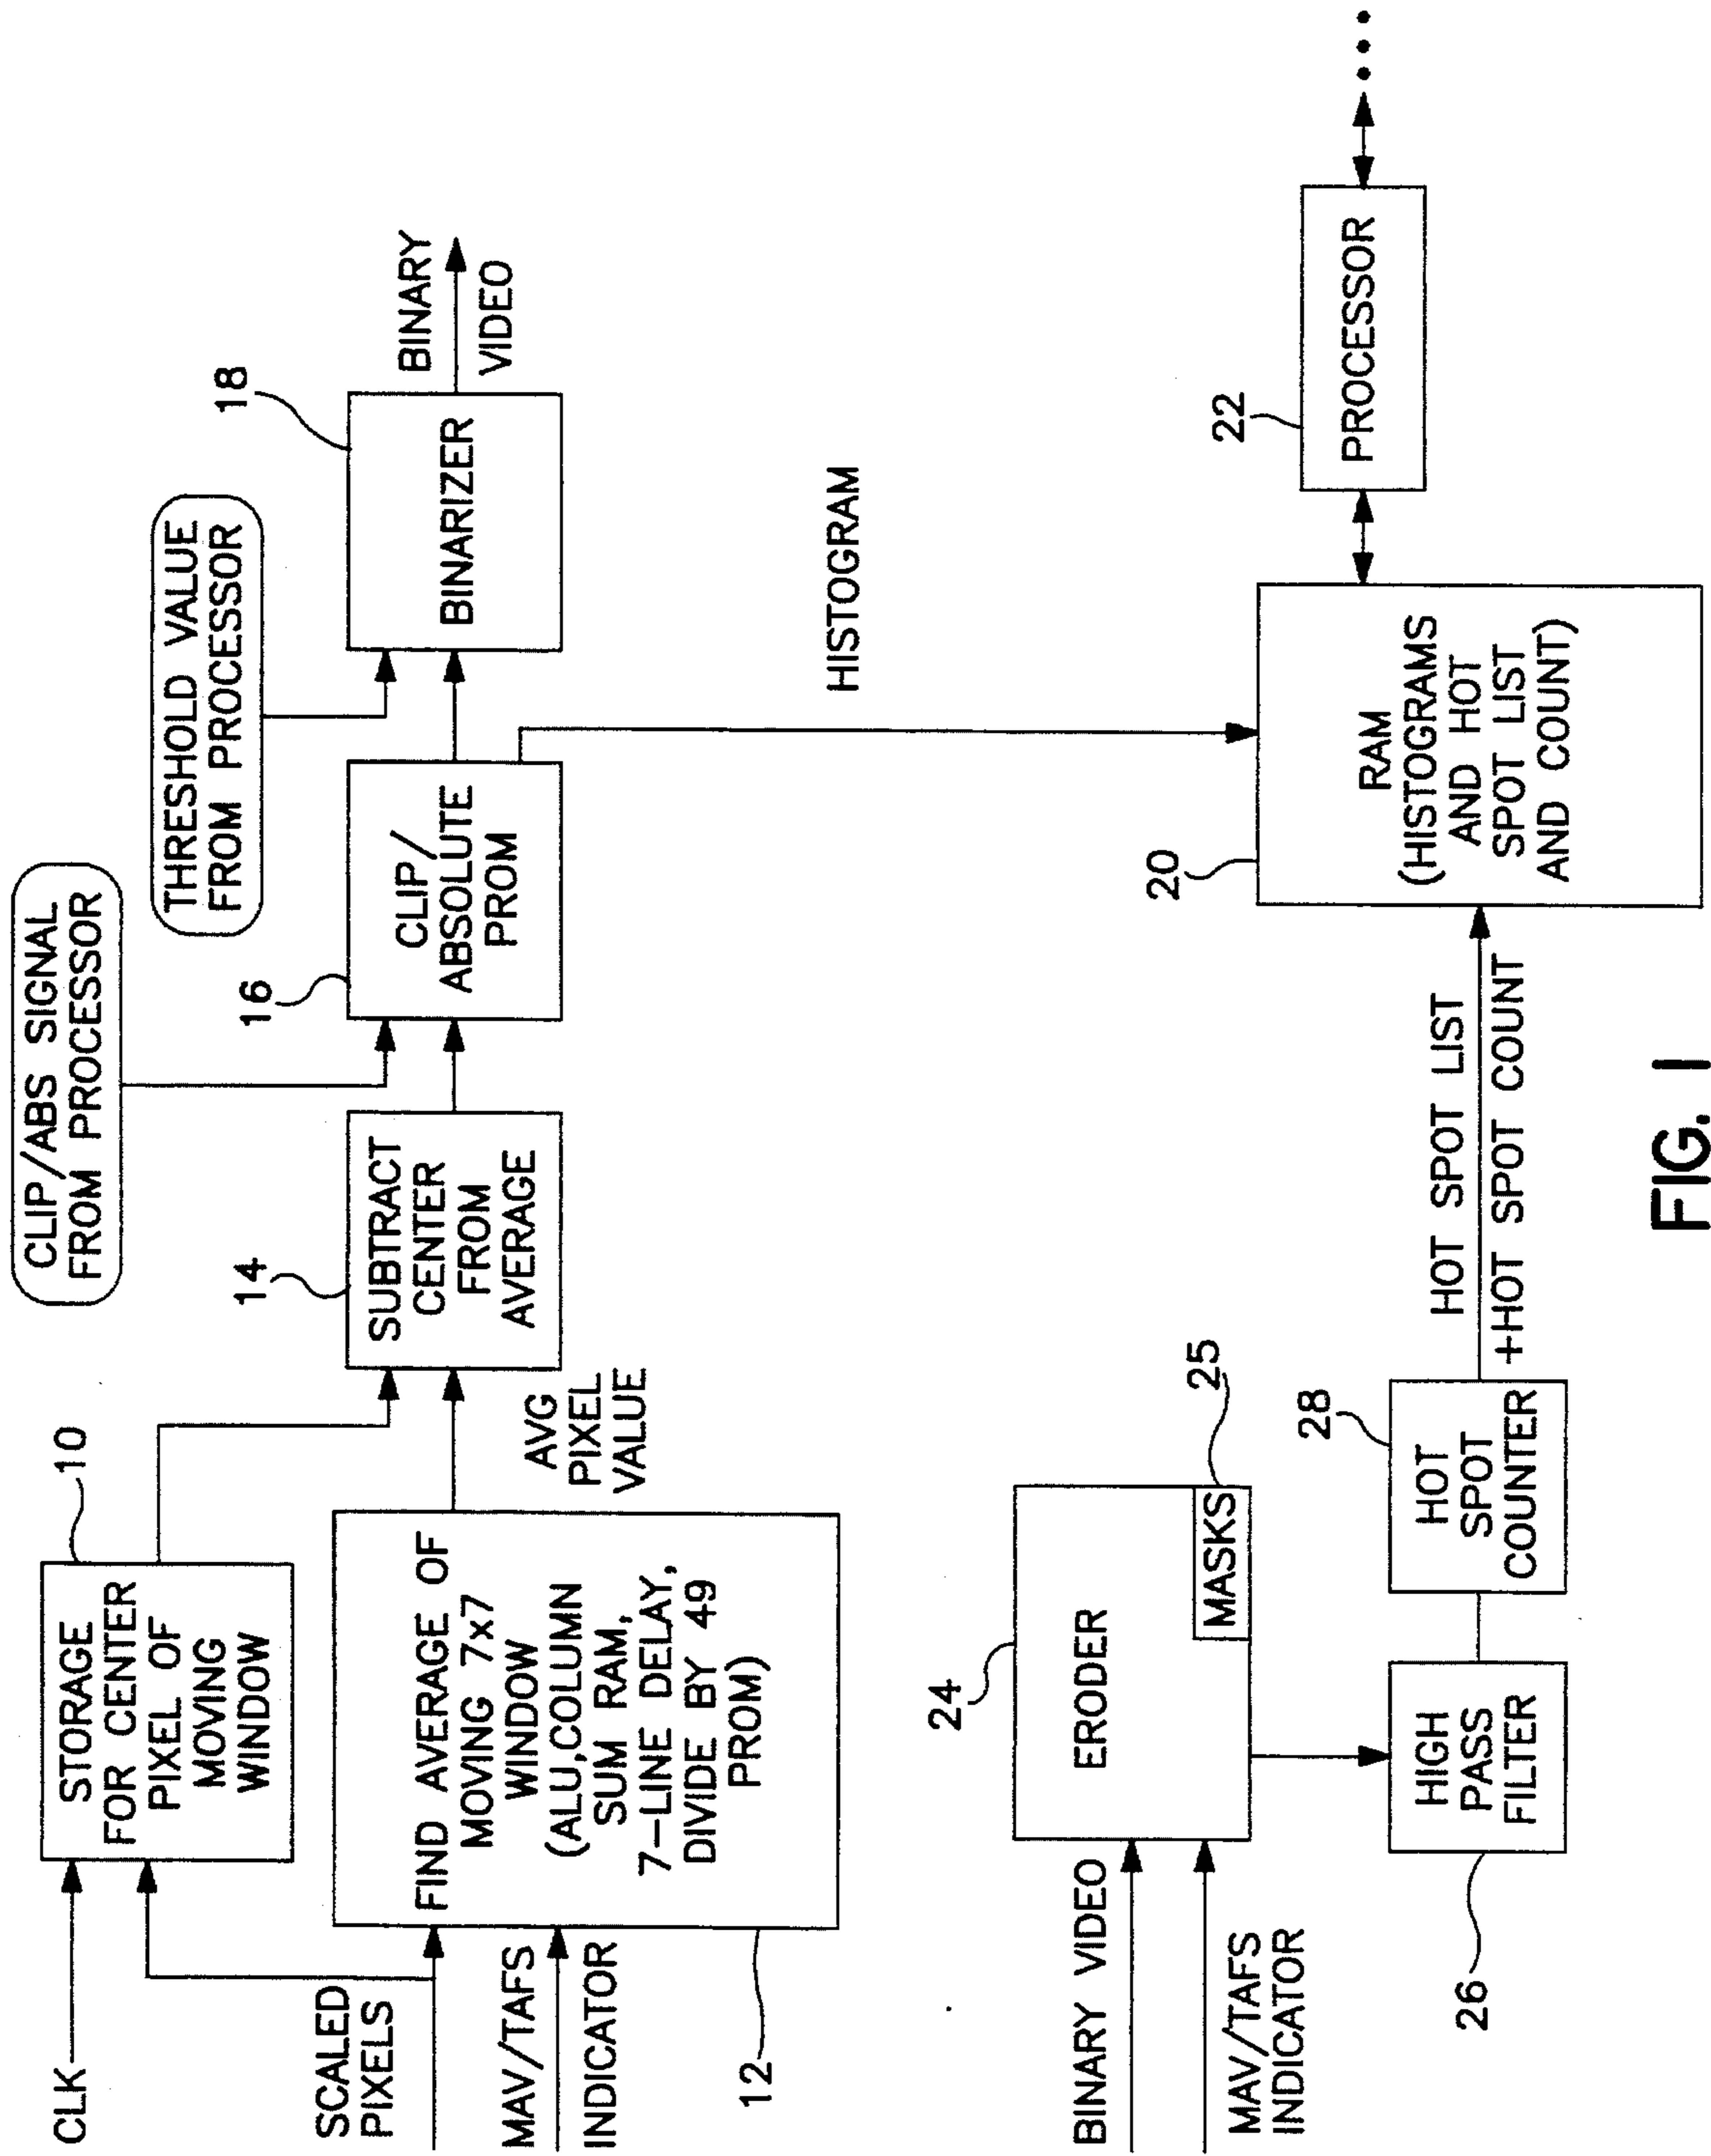 CLK
SCALED
PIXELS
MAV/TAFS
INDICATOR
10
STORAGE
FOR CENTER
PIXEL OF
MOVING
WINDOW
12
FIND AVERAGE OF
MOVING 7x7
WINDOW
(ALU,COLUMN
SUM RAM,
7-LINE DELAY,
DIVIDE BY 49
PROM)
AVG
PIXEL
VALUE
14
SUBTRACT
CENTER
FROM
AVERAGE
CLIP/ABS SIGNAL
FROM PROCESSOR
16
CLIP/
ABSOLUTE
PROM
THRESHOLD VALUE
FROM PROCESSOR
18
BINARIZER
BINARY
VIDEO
HISTOGRAM
BINARY VIDEO
MAV/TAFS
INDICATOR
24
ERODER
MASKS
25
26
HIGH
PASS
FILTER
28
HOT
SPOT
COUNTER
HOT SPOT LIST
+HOT SPOT COUNT
20
RAM
(HISTOGRAMS
AND HOT
SPOT LIST
AND COUNT)
22
PROCESSOR
FIG. 1